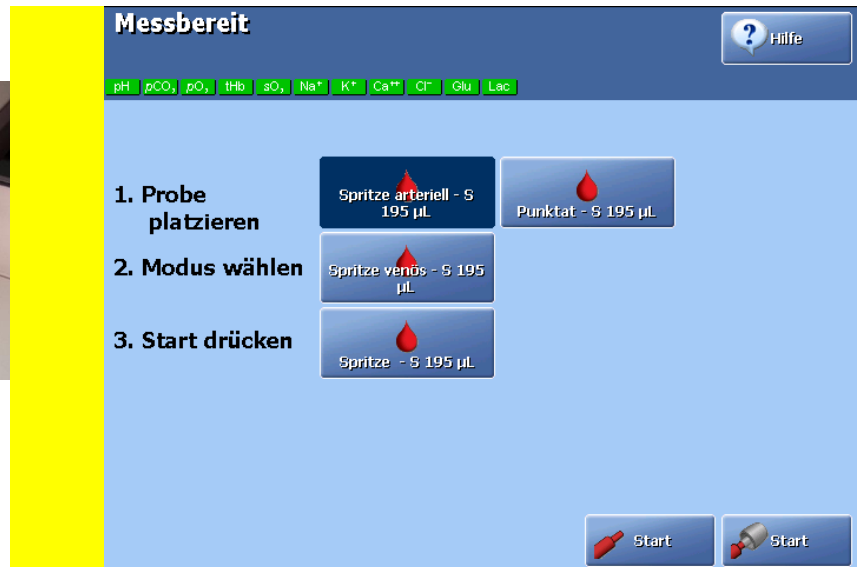 Messbereit
Hilfe
pH pCO₂ pO₂ tHb sO₂ Na⁺ K⁺ Ca⁺⁺ Cl⁻ Glu Lac
1. Probe
platzieren
Spritze arteriell - S
195 µL
Punktat - S 195 µL
2. Modus wählen
Spritze venös - S 195
µL
3. Start drücken
Spritze - S 195 µL
Start
Start